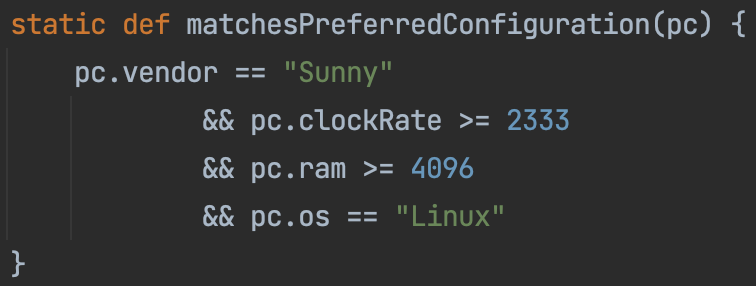 static def matchesPreferredConfiguration(pc) {
    pc.vendor == "Sunny"
            && pc.clockRate >= 2333
            && pc.ram >= 4096
            && pc.os == "Linux"
}